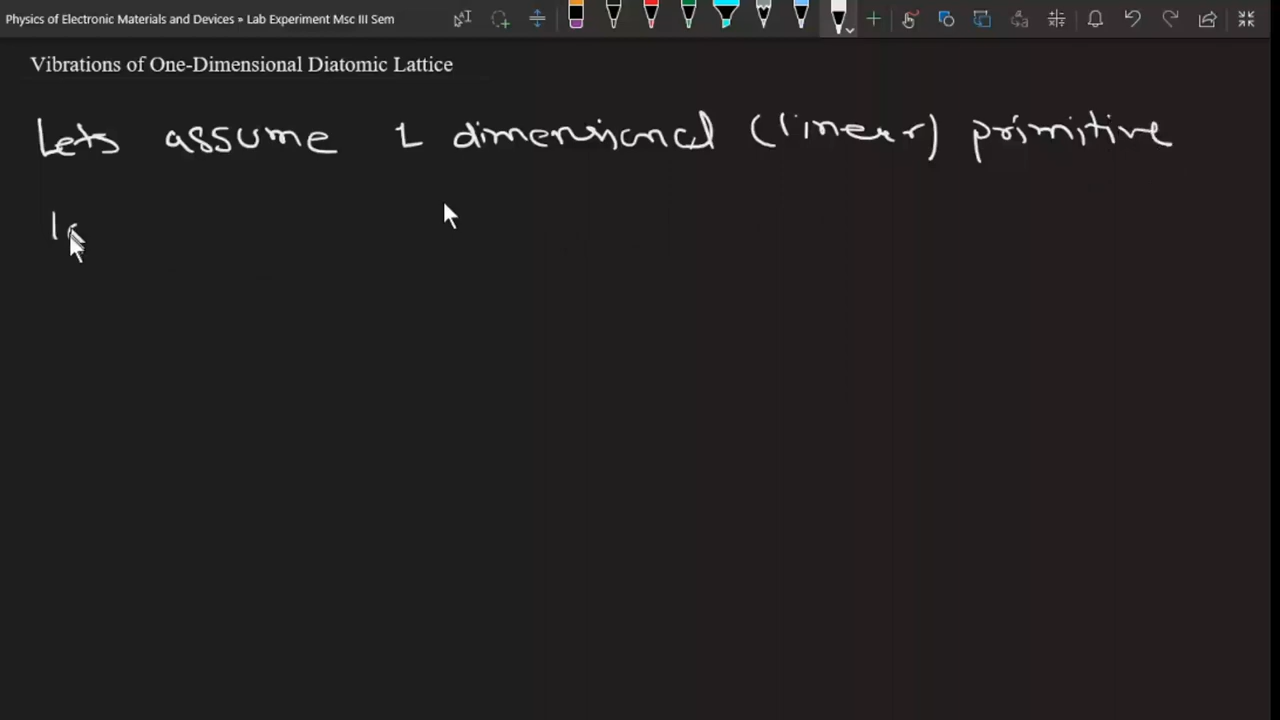 Physics of Electronic Materials and Devices » Lab Experiment Msc III Sem
Vibrations of One-Dimensional Diatomic Lattice
Lets assume 1 dimensional (linear) primitive